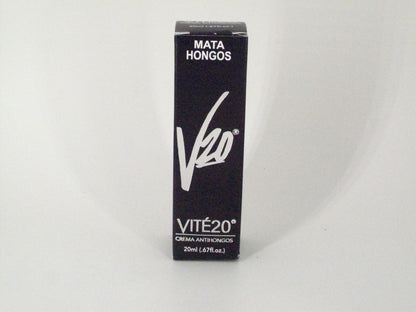 MATA
HONGOS
V20®
VITÉ20®
CREMA ANTIHONGOS
20ml (.67fl.oz.)